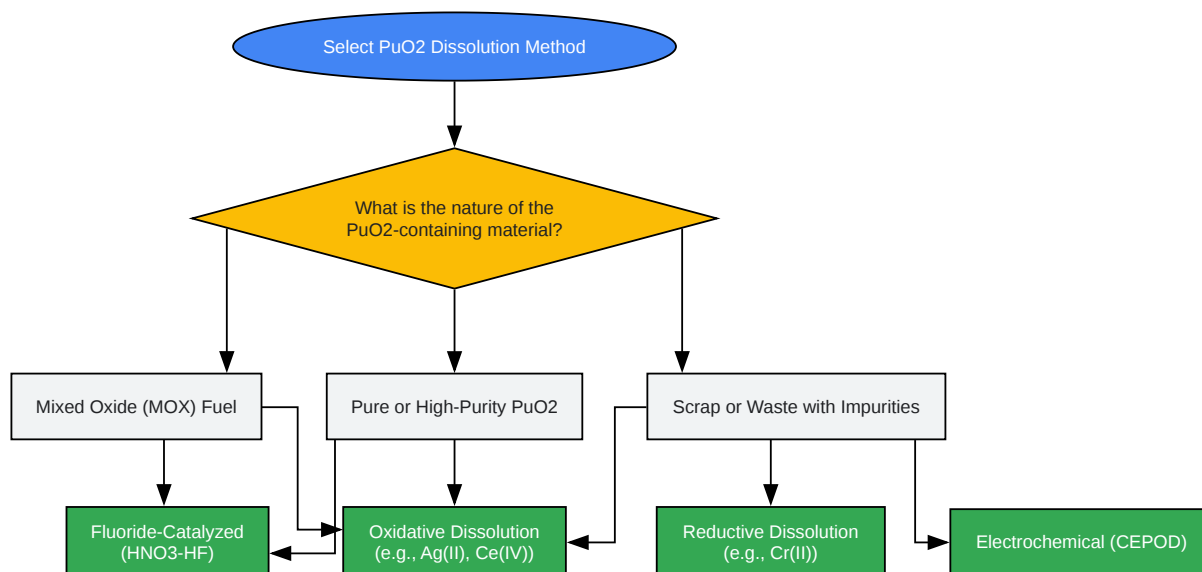 Select PuO2 Dissolution Method
What is the nature of the
PuO2-containing material?
Mixed Oxide (MOX) Fuel
Pure or High-Purity PuO2
Scrap or Waste with Impurities
Fluoride-Catalyzed
(HNO3-HF)
Oxidative Dissolution
(e.g., Ag(II), Ce(IV))
Reductive Dissolution
(e.g., Cr(II))
Electrochemical (CEPOD)